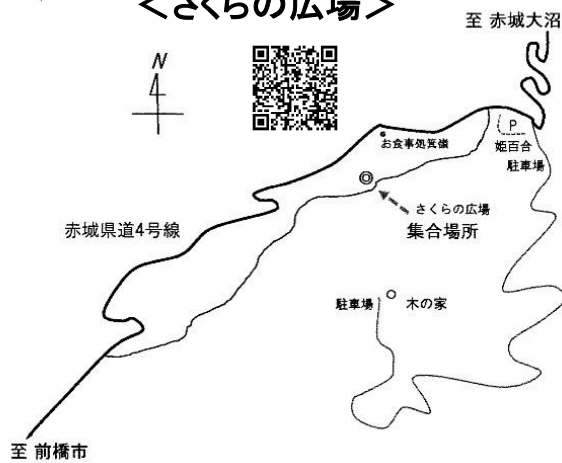 ＜さくらの広場＞
至 赤城大沼
N
P
お食事処箕嶺
姫百合
駐車場
さくらの広場
集合場所
赤城県道4号線
駐車場
木の家
至 前橋市